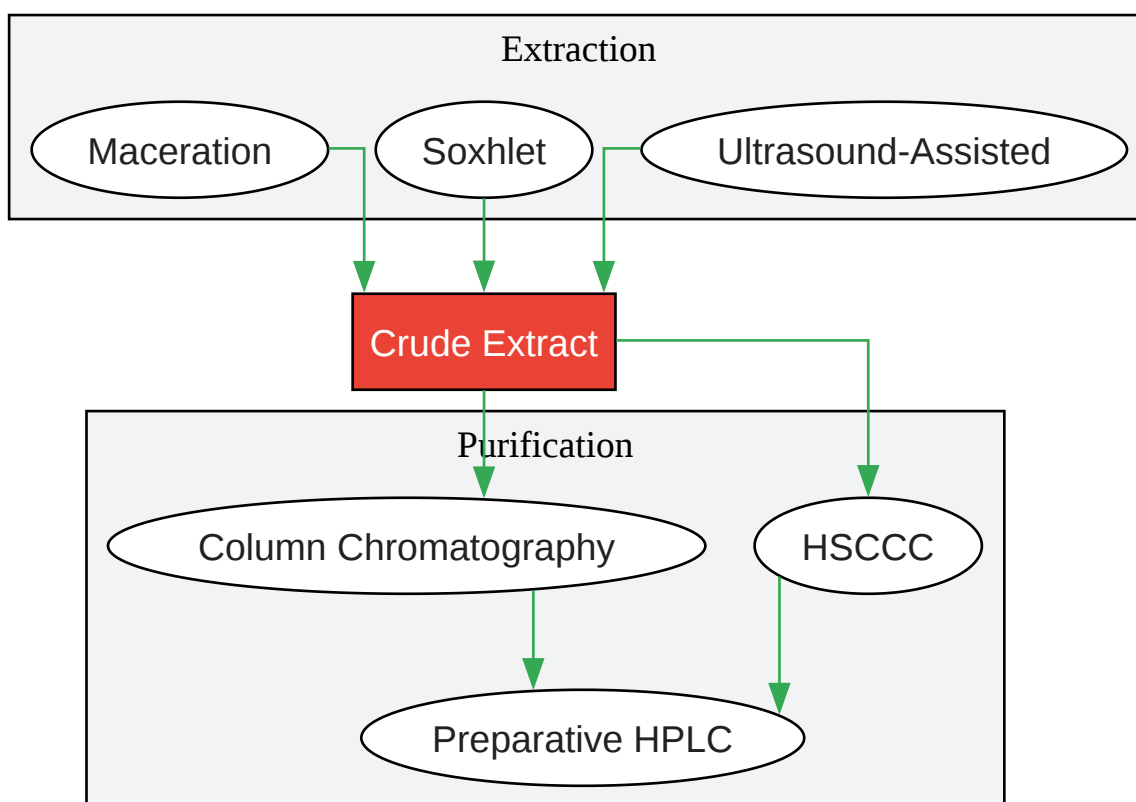 Extraction
Maceration
Soxhlet
Ultrasound-Assisted
Crude Extract
Purification
Column Chromatography
HSCCC
Preparative HPLC